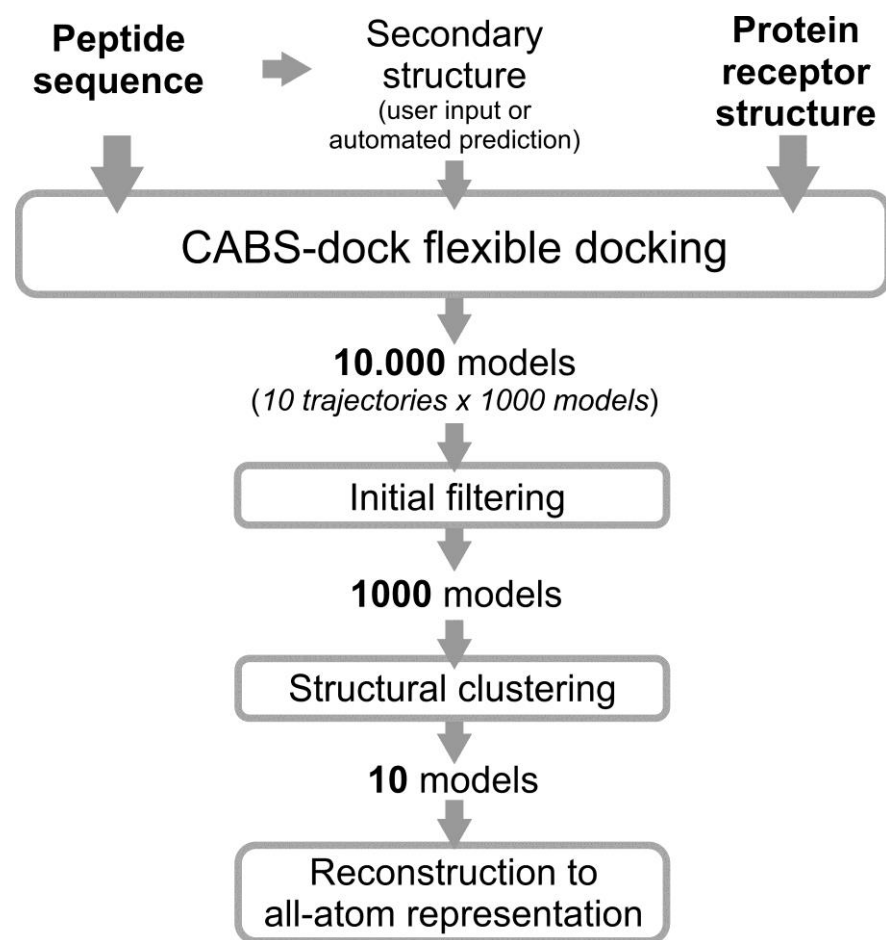 Peptide
sequence
Secondary
structure
(user input or
automated prediction)
Protein
receptor
structure
CABS-dock flexible docking
10.000 models
(10 trajectories x 1000 models)
Initial filtering
1000 models
Structural clustering
10 models
Reconstruction to
all-atom representation